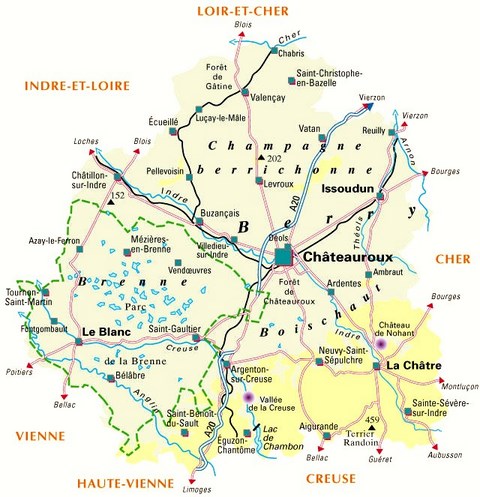 LOIR-ET-CHER
Blois
Cher
Chabris
Forêt
de
Gâtine
Saint-Christophe-
en-Bazelle
INDRE-ET-LOIRE
Valençay
Vierzon
Luçay-le-Mâle
Écueillé
Vatan
Reuilly
Vierzon
Arnon
Champagne
berrichonne
202
Loches
Blois
Pellevoisin
Châtillon-
sur-Indre
Indre
Levroux
Issoudun
Bourges
152
A20
Buzançais
Berry
Théols
Azay-le-Ferron
Mézières-
en-Brenne
Villedieu-
sur-Indre
Déols
Châteauroux
CHER
Vendœuvres
Brenne
Forêt
de
Châteauroux
Ambraut
Ardentes
Tournon-
Saint-Martin
Parc
Bourges
Fontgombault
Le Blanc
Saint-Gaultier
Boischaut
Indre
Château
de Nohant
Creuse
de la Brenne
Neuvy-Saint-
Sépulchre
La Châtre
Poitiers
Bélâbre
Argenton-
sur-Creuse
Montluçon
Bellac
Anglin
Vallée
de la Creuse
Saint-Benoît-
du-Sault
A20
Lac
de
Chambon
Sainte-Sévère-
sur-Indre
459
Terrier
Randoin
Aigurande
VIENNE
Éguzon-
Chantôme
Bellac
Guéret
Aubusson
HAUTE-VIENNE
Limoges
CREUSE